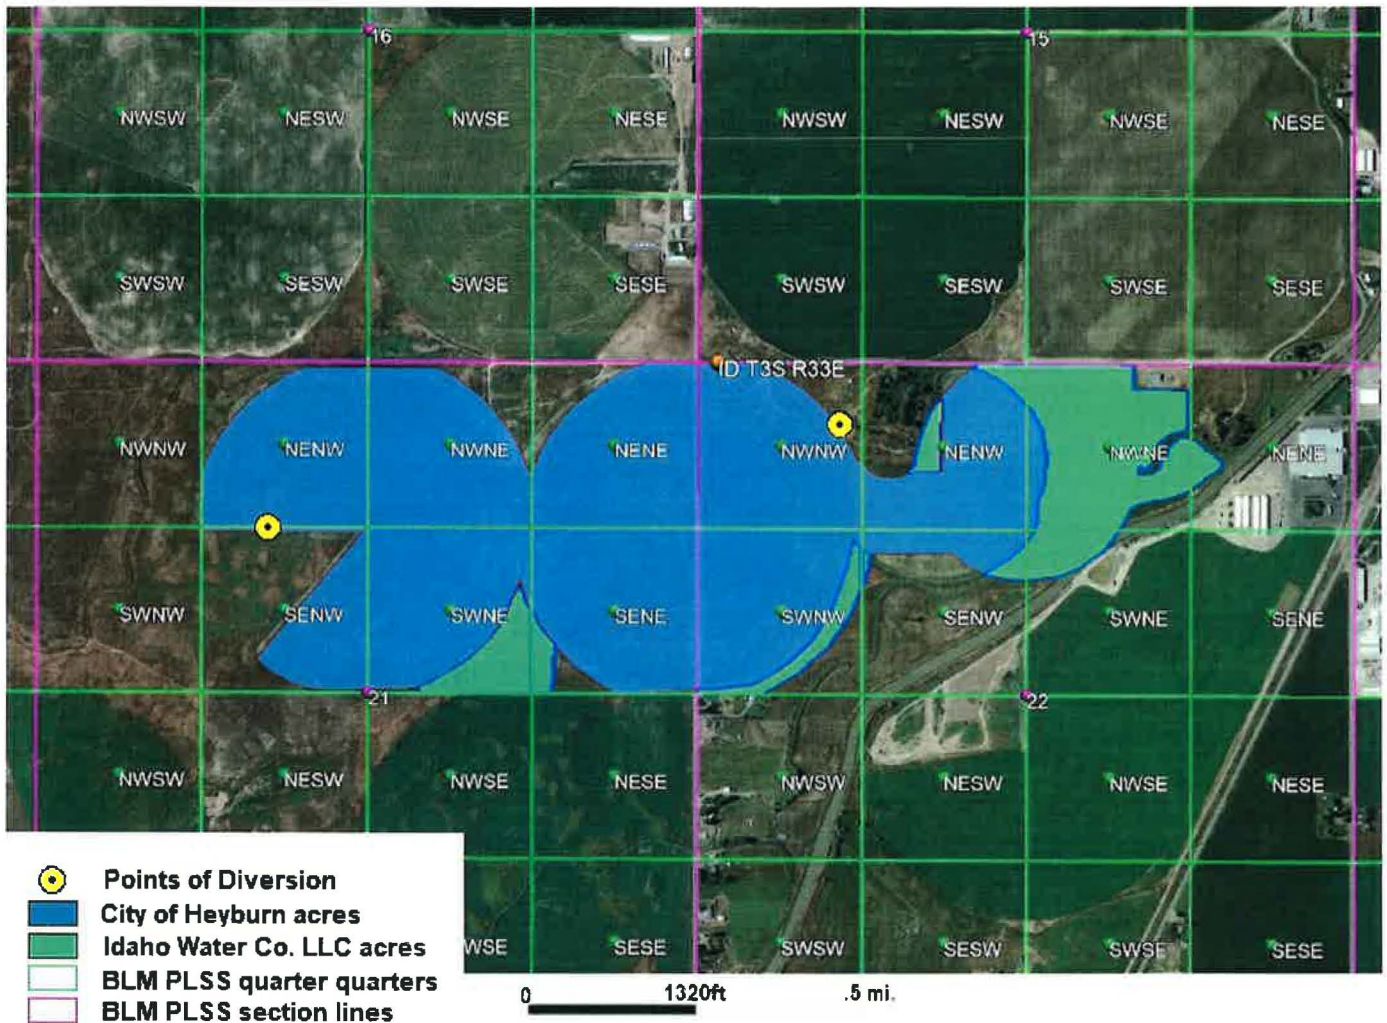 16 15
NWSW NESW NWSE NESE NWSW NESW NWSE NESE
SWSW SESW SWSE SESE SWSW SESW SWSE SESE
ID T3S R33E
NWNW NENW NWNE NENE NWNW NENW NWNE NENE
SWNW SENW SWNE SENE SWNW SENW SWNE SENE
21 22
NWSW NESW NWSE NESE NWSW NESW NWSE NESE
WSE SESE SWSW SESW SWSE SESE
Points of Diversion
City of Heyburn acres
Idaho Water Co. LLC acres
BLM PLSS quarter quarters
BLM PLSS section lines
0 1320ft .5 mi.